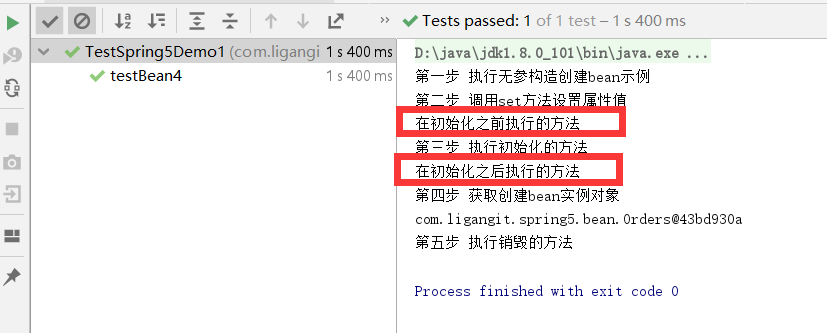 Tests passed: 1 of 1 test – 1 s 400 ms
TestSpring5Demo1 (com.ligangi 1 s 400 ms
testBean4 1 s 400 ms
D:\java\jdk1.8.0_101\bin\java.exe ...
第一步 执行无参构造创建bean示例
第二步 调用set方法设置属性值
在初始化之前执行的方法
第三步 执行初始化的方法
在初始化之后执行的方法
第四步 获取创建bean实例对象
com.ligangit.spring5.bean.Orders@43bd930a
第五步 执行销毁的方法
Process finished with exit code 0